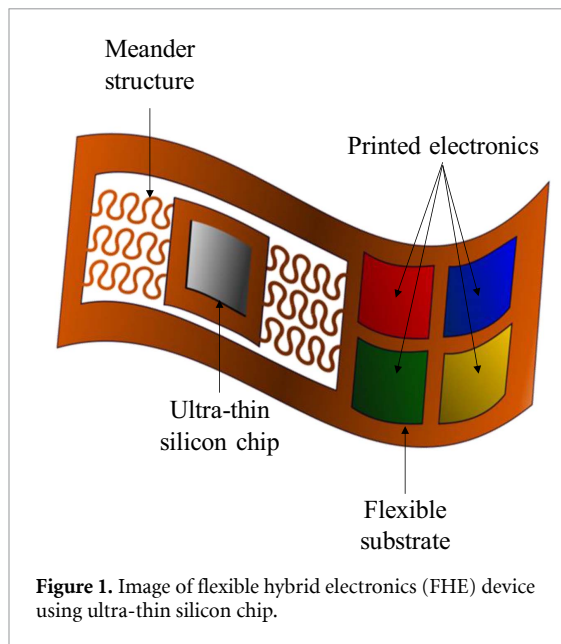 Meander
structure
Printed electronics
Ultra-thin
silicon chip
Flexible
substrate
Figure 1. Image of flexible hybrid electronics (FHE) device
using ultra-thin silicon chip.